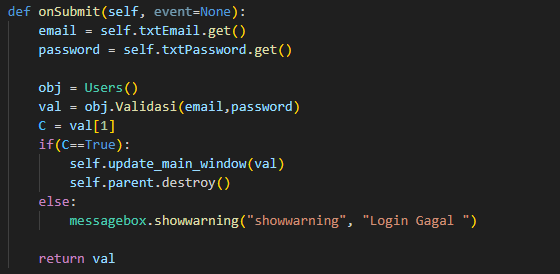 def onSubmit(self, event=None):
    email = self.txtEmail.get()
    password = self.txtPassword.get()

    obj = Users()
    val = obj.Validasi(email,password)
    C = val[1]
    if(C==True):
        self.update_main_window(val)
        self.parent.destroy()
    else:
        messagebox.showwarning("showwarning", "Login Gagal ")

    return val